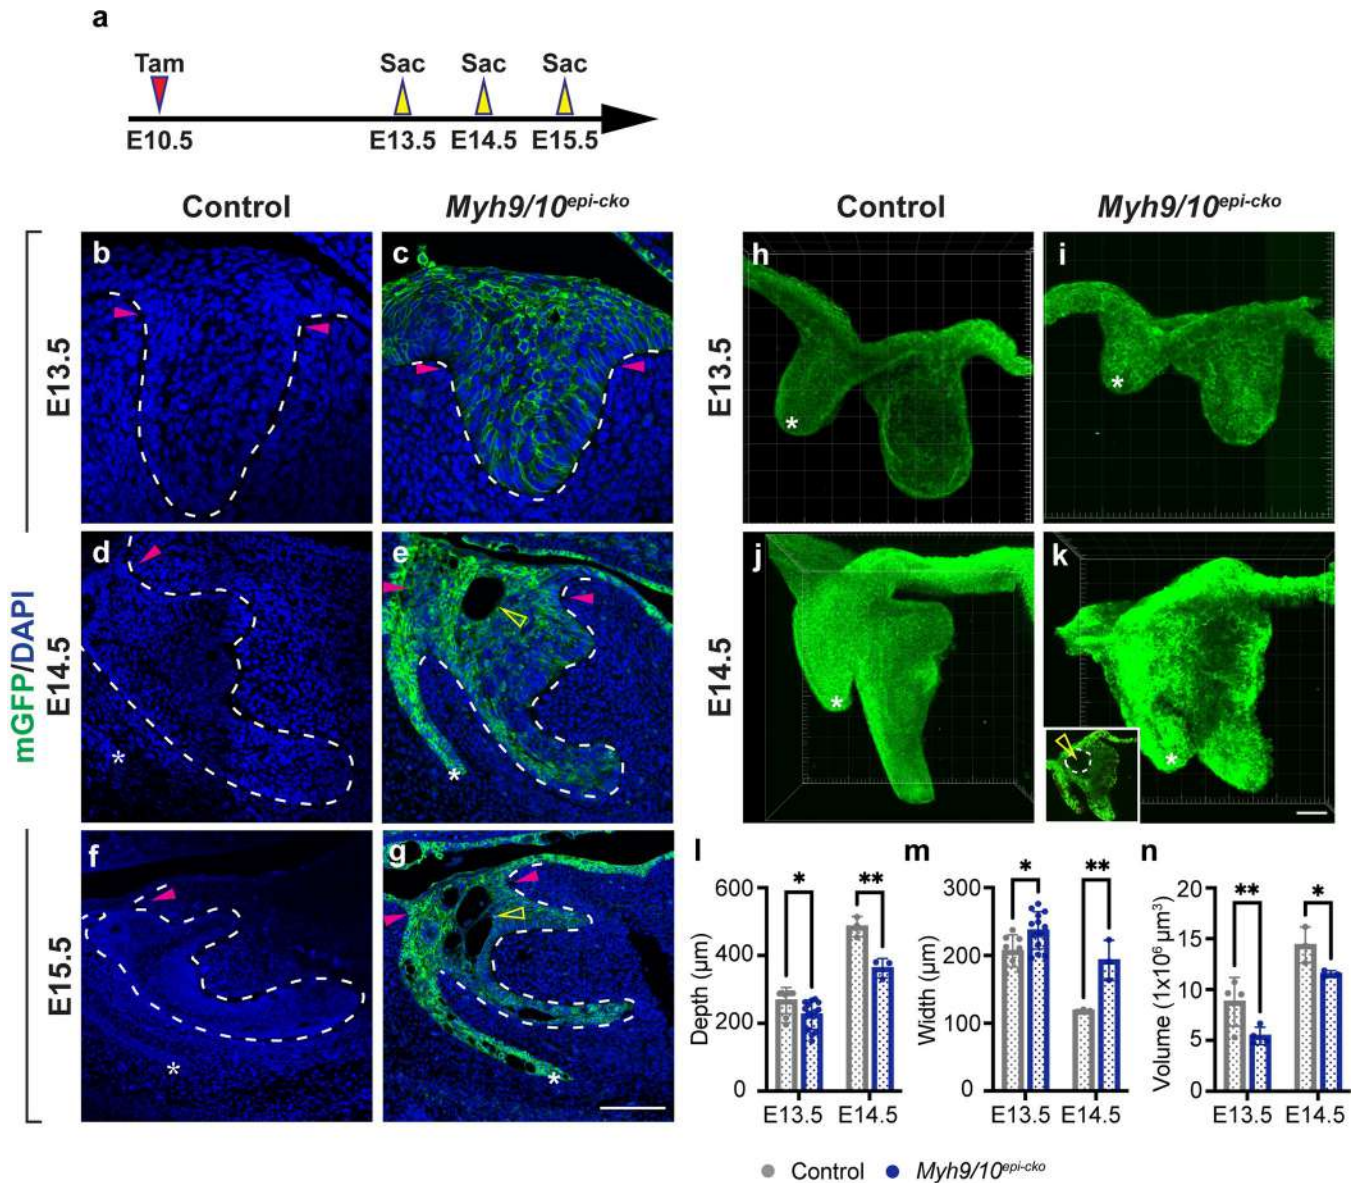 a
Tam Sac Sac Sac
E10.5 E13.5 E14.5 E15.5
Control Myh9/10epi-cko Control Myh9/10epi-cko
mGFP/DAPI
E13.5
b c
E14.5
d e
*
*
E15.5
f g
*
*
E13.5
h i
*
*
E14.5
j k
*
*
l
Depth (µm)
600
400
200
0
* **
E13.5 E14.5
m
Width (µm)
300
200
100
0
* **
E13.5 E14.5
n
Volume (1x10⁶ µm³)
20
15
10
5
0
** *
E13.5 E14.5
Control Myh9/10epi-cko